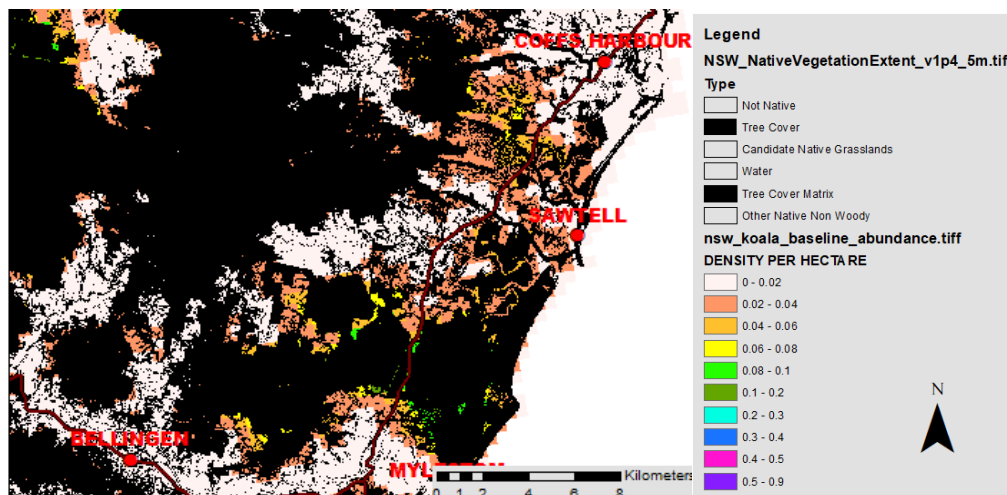 COFFS HARBOUR
SAWTELL
BELLINGEN
Kilometers
0 1 2 4 6 8
Legend
NSW_NativeVegetationExtent_v1p4_5m.tiff
Type
Not Native
Tree Cover
Candidate Native Grasslands
Water
Tree Cover Matrix
Other Native Non Woody
nsw_koala_baseline_abundance.tiff
DENSITY PER HECTARE
0 - 0.02
0.02 - 0.04
0.04 - 0.06
0.06 - 0.08
0.08 - 0.1
0.1 - 0.2
0.2 - 0.3
0.3 - 0.4
0.4 - 0.5
0.5 - 0.9
N